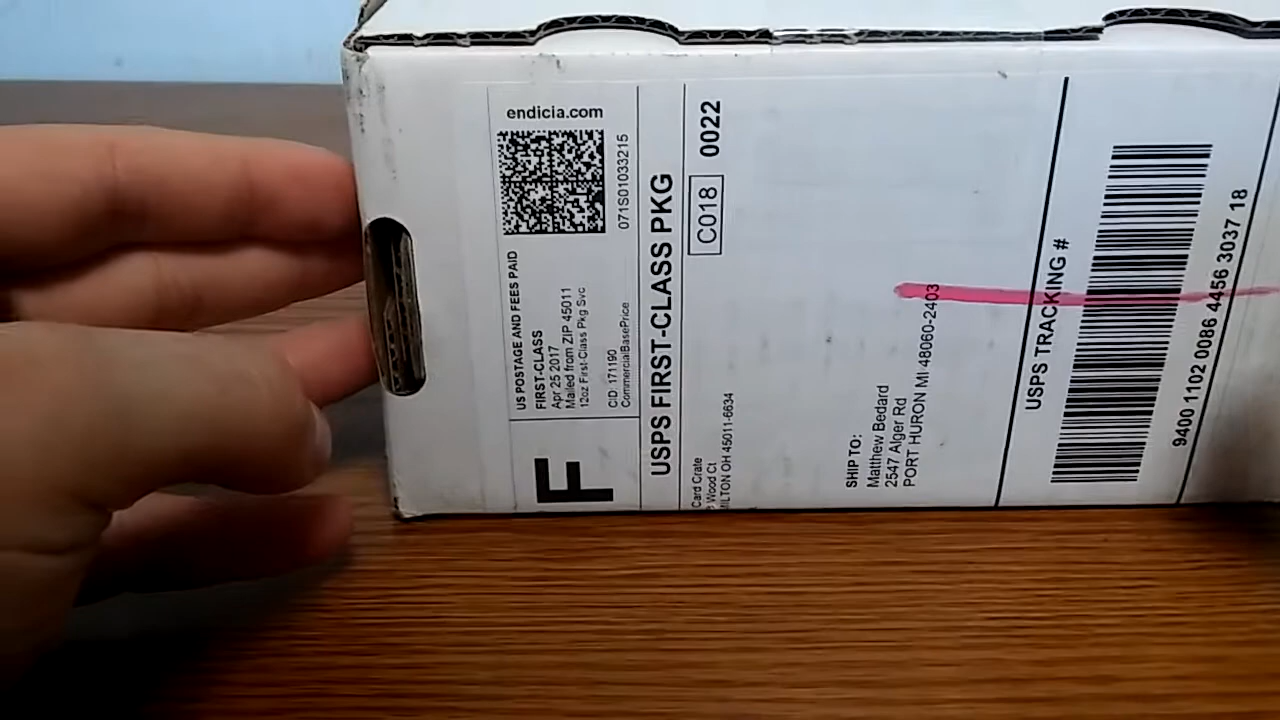 endicia.com
071S01033215
US POSTAGE AND FEES PAID
FIRST-CLASS
Apr 25 2017
Mailed from ZIP 45011
12oz First-Class Pkg Svc
CID: 171190
CommercialBasePrice
F
USPS FIRST-CLASS PKG
0022
C018
Card Crate
Wood Ct
MILTON OH 45011-6634
SHIP TO:
Matthew Bedard
2547 Alger Rd
PORT HURON MI 48060-2403
USPS TRACKING #
9400 1102 0086 4456 3037 18